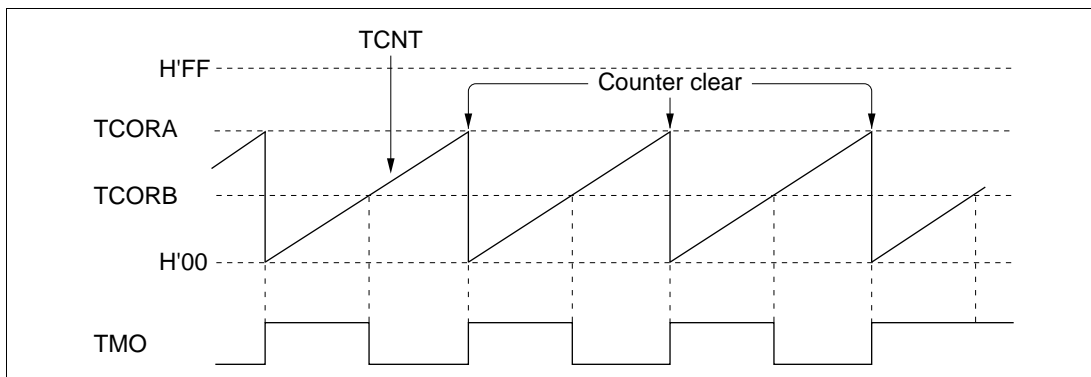 TCNT
H'FF
Counter clear
TCORA
TCORB
H'00
TMO